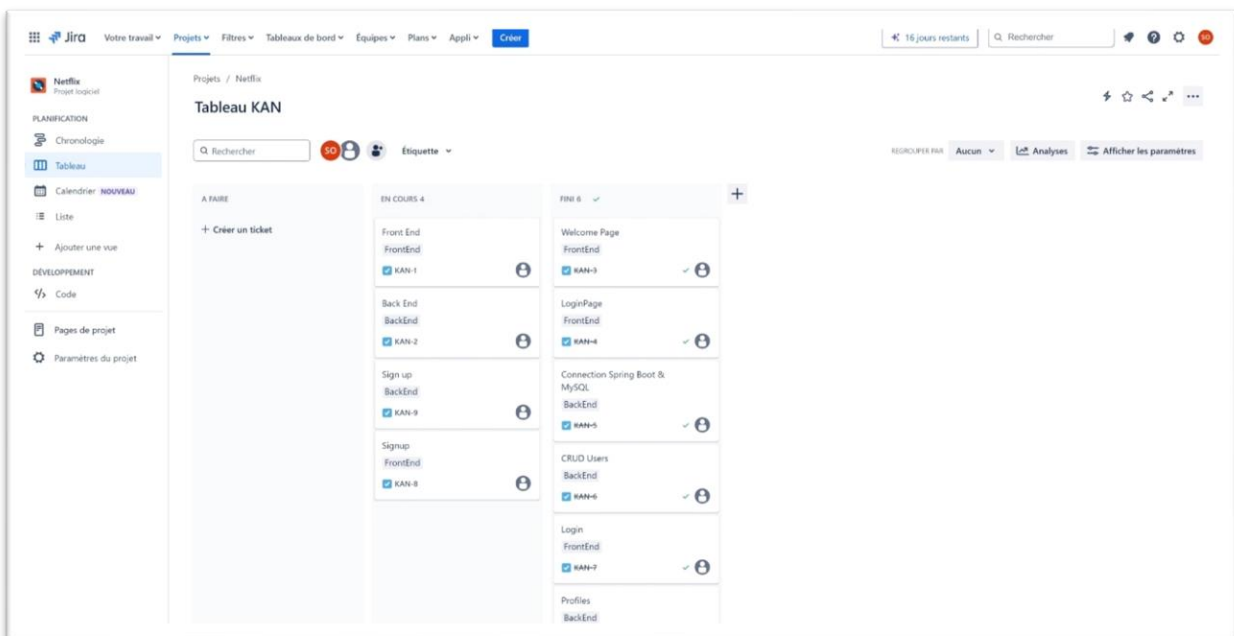 Jira Votre travail Projets Filtres Tableaux de bord Équipes Plans Appli Créer 16 jours restants Rechercher SO
Netflix
Projet logiciel
PLANIFICATION
Chronologie
Tableau
Calendrier NOUVEAU
Liste
Ajouter une vue
DÉVELOPPEMENT
Code
Pages de projet
Paramètres du projet
Projets / Netflix
Tableau KAN
Rechercher SO Étiquette REGROUPER PAR Aucun Analyses Afficher les paramètres
A FAIRE
+ Créer un ticket
EN COURS 4
Front End
FrontEnd
KAN-1
Back End
BackEnd
KAN-2
Sign up
BackEnd
KAN-9
Signup
FrontEnd
KAN-8
FINI 6
Welcome Page
FrontEnd
KAN-3
LoginPage
FrontEnd
KAN-4
Connection Spring Boot &
MySQL
BackEnd
KAN-5
CRUD Users
BackEnd
KAN-6
Login
FrontEnd
KAN-7
Profiles
BackEnd